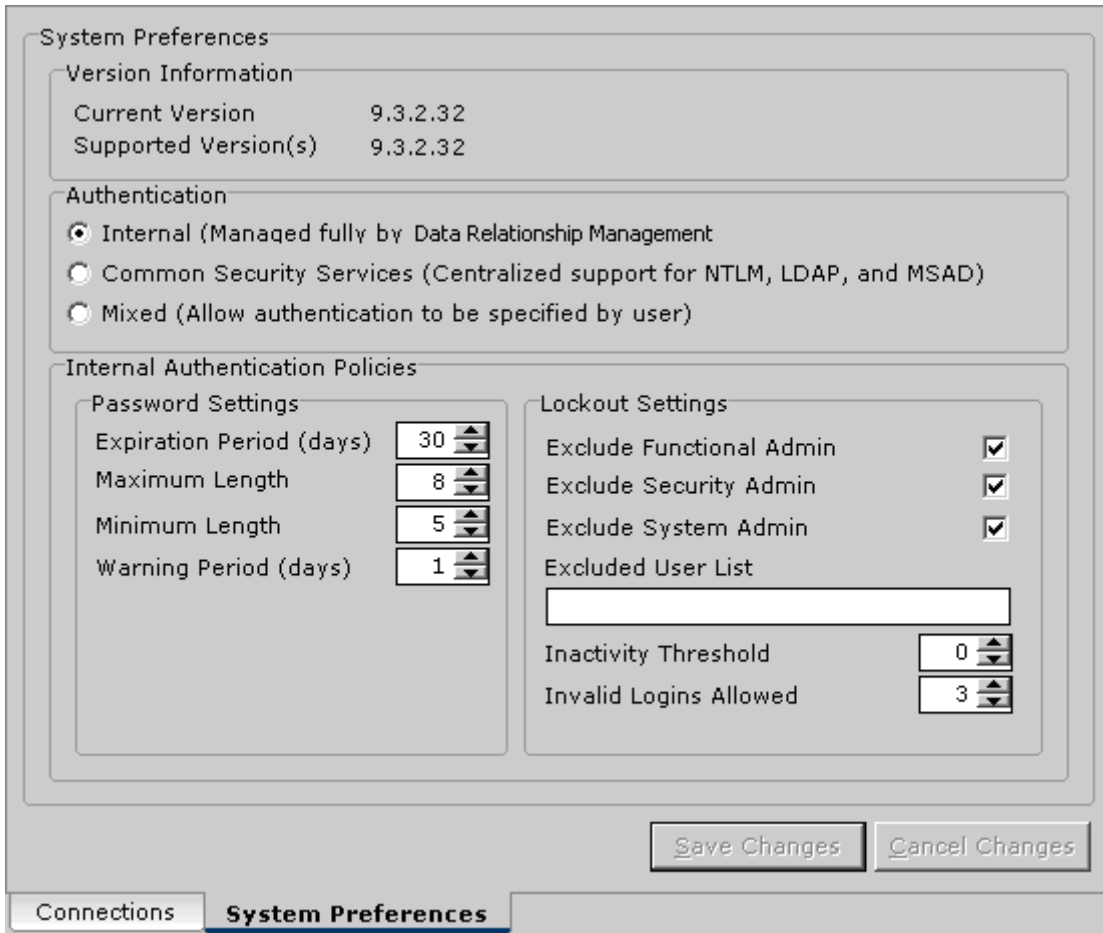 System Preferences
Version Information
Current Version 9.3.2.32
Supported Version(s) 9.3.2.32
Authentication
Internal (Managed fully by Data Relationship Management
Common Security Services (Centralized support for NTLM, LDAP, and MSAD)
Mixed (Allow authentication to be specified by user)
Internal Authentication Policies
Password Settings
Expiration Period (days) 30
Maximum Length 8
Minimum Length 5
Warning Period (days) 1
Lockout Settings
Exclude Functional Admin
Exclude Security Admin
Exclude System Admin
Excluded User List
Inactivity Threshold 0
Invalid Logins Allowed 3
Save Changes Cancel Changes
Connections System Preferences